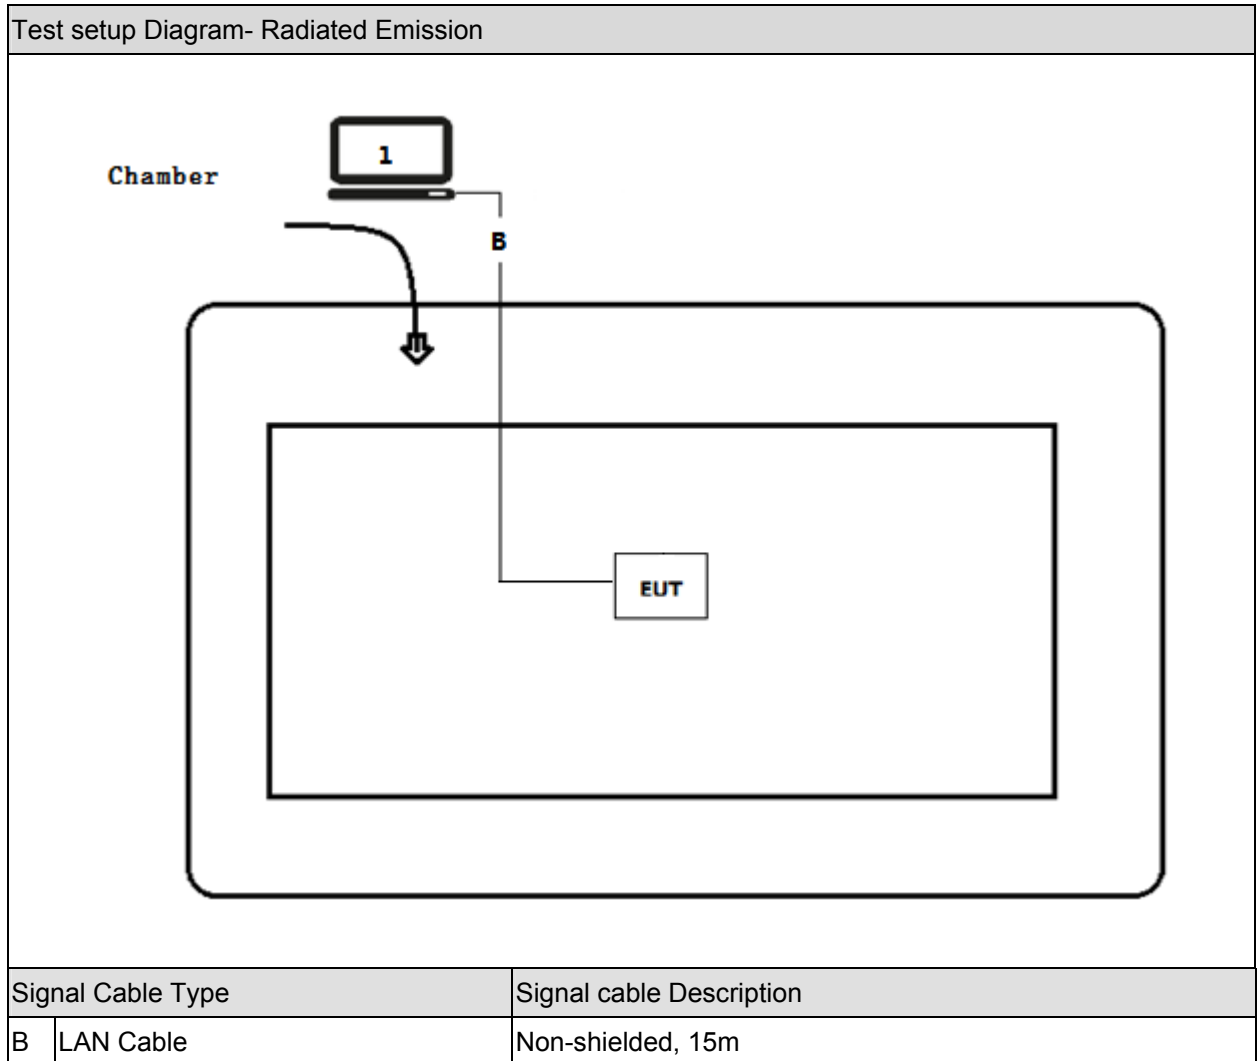 Test setup Diagram- Radiated Emission
1
Chamber
B
EUT
Signal Cable Type Signal cable Description
B LAN Cable Non-shielded, 15m